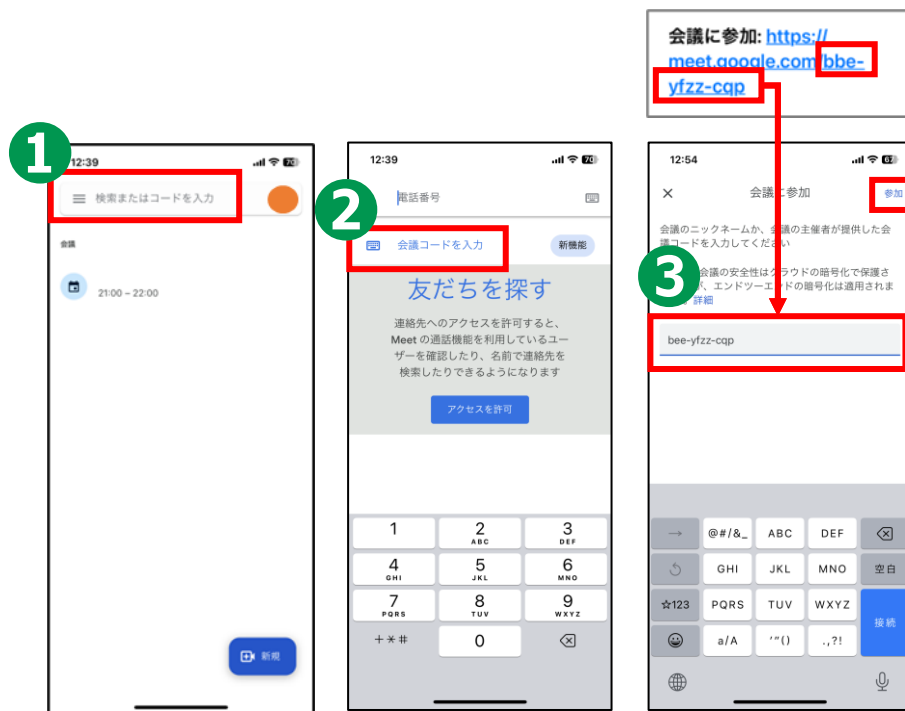 会議に参加: https://
meet.google.com/bbe-
yfzz-cqp
1
12:39
70
検索またはコードを入力
会議
21:00 – 22:00
新規
2
12:39
70
電話番号
会議コードを入力
新機能
友だちを探す
連絡先へのアクセスを許可すると、
Meet の通話機能を利用しているユー
ザーを確認したり、名前で連絡先を
検索したりできるようになります
アクセスを許可
1
2
ABC
3
DEF
4
GHI
5
JKL
6
MNO
7
PQRS
8
TUV
9
WXYZ
+*#
0
3
12:54
67
会議に参加
参加
会議のニックネームか、会議の主催者が提供した会
議コードを入力してください
会議の安全性はクラウドの暗号化で保護さ
、エンドツーエンドの暗号化は適用されま
詳細
bee-yfzz-cqp
→
@#/&_
ABC
DEF
GHI
JKL
MNO
空白
☆123
PQRS
TUV
WXYZ
接続
a/A
'"()
.,?!